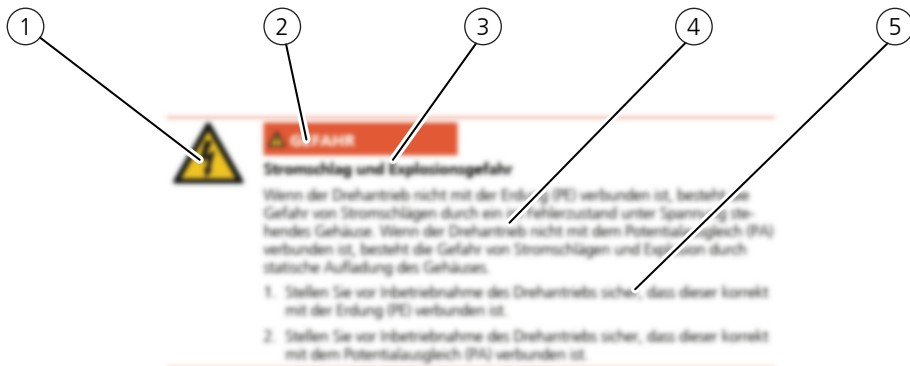 1 2 3 4 5
GEFAHR
Stromschlag und Explosionsgefahr
Wenn der Drehantrieb nicht mit der Erdung (PE) verbunden ist, besteht die
Gefahr von Stromschlägen durch ein im Fehlerzustand unter Spannung ste-
hendes Gehäuse. Wenn der Drehantrieb nicht mit dem Potentialausgleich (PA)
verbunden ist, besteht die Gefahr von Stromschlägen und Explosion durch
statische Aufladung des Gehäuses.
1. Stellen Sie vor Inbetriebnahme des Drehantriebs sicher, dass dieser korrekt
mit der Erdung (PE) verbunden ist.
2. Stellen Sie vor Inbetriebnahme des Drehantriebs sicher, dass dieser korrekt
mit dem Potentialausgleich (PA) verbunden ist.